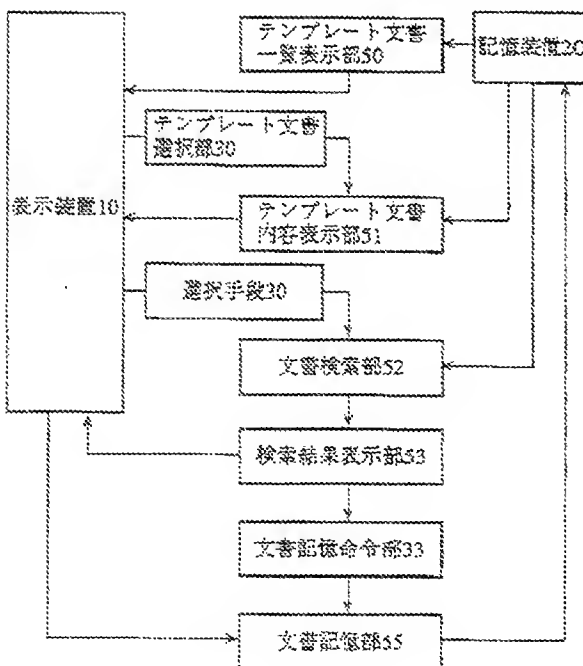 テンプレート文書
一覧表示部50
記憶装置20
テンプレート文書
選択部30
表示装置10
テンプレート文書
内容表示部51
選択手段30
文書検索部52
検索結果表示部53
文書記憶命令部33
文書記憶部55